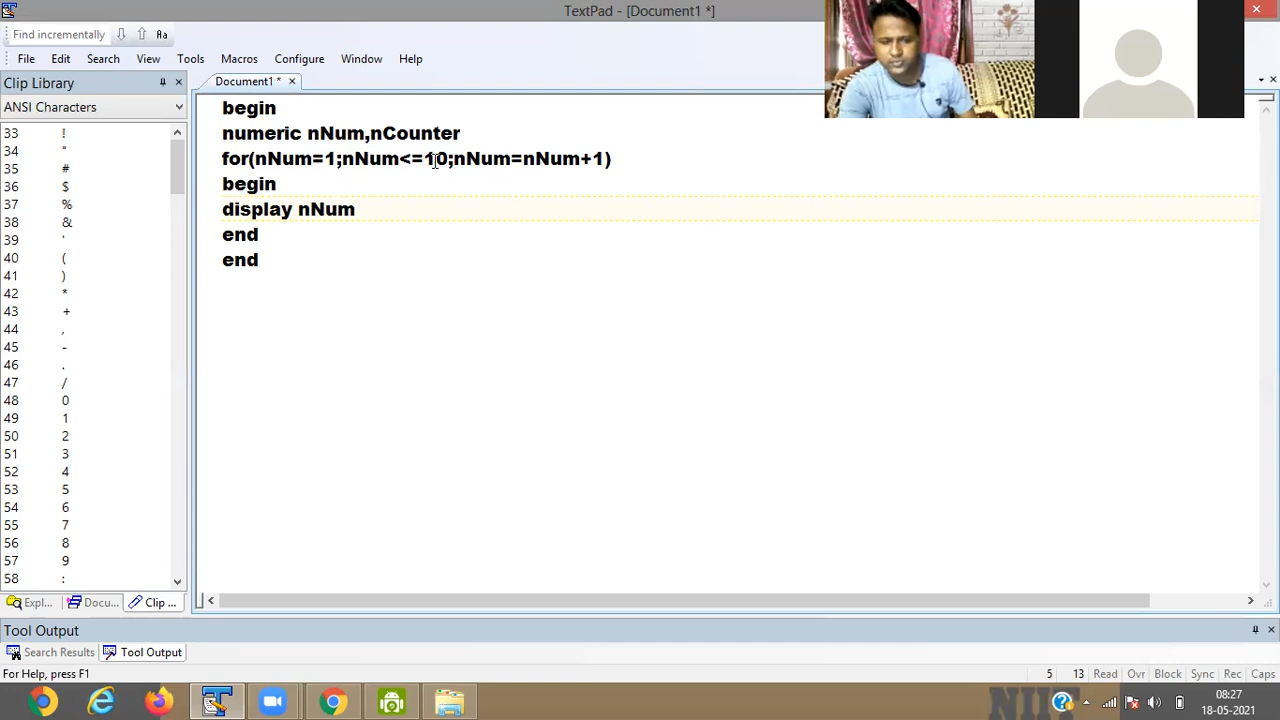 TextPad - [Document1 *]
Find incrementally
Aa
File Edit Search View Tools Macros Configure Window Help
Clip Library
Document1 *
ANSI Characters
begin
numeric nNum,nCounter
for(nNum=1;nNum<=10;nNum=nNum+1)
begin
display nNum
end
end
33 !
34 "
35 #
36 $
37 %
38 &
39 '
40 (
41 )
42 *
43 +
44 ,
45 -
46 .
47 /
48 0
49 1
50 2
51 3
52 4
53 5
54 6
55 7
56 8
57 9
58 :
Expl... Docu... Clip ...
Tool Output
Search Results Tool Output
For Help, press F1
5 13 Read Ovr Block Sync Rec Caps
08:27
18-05-2021